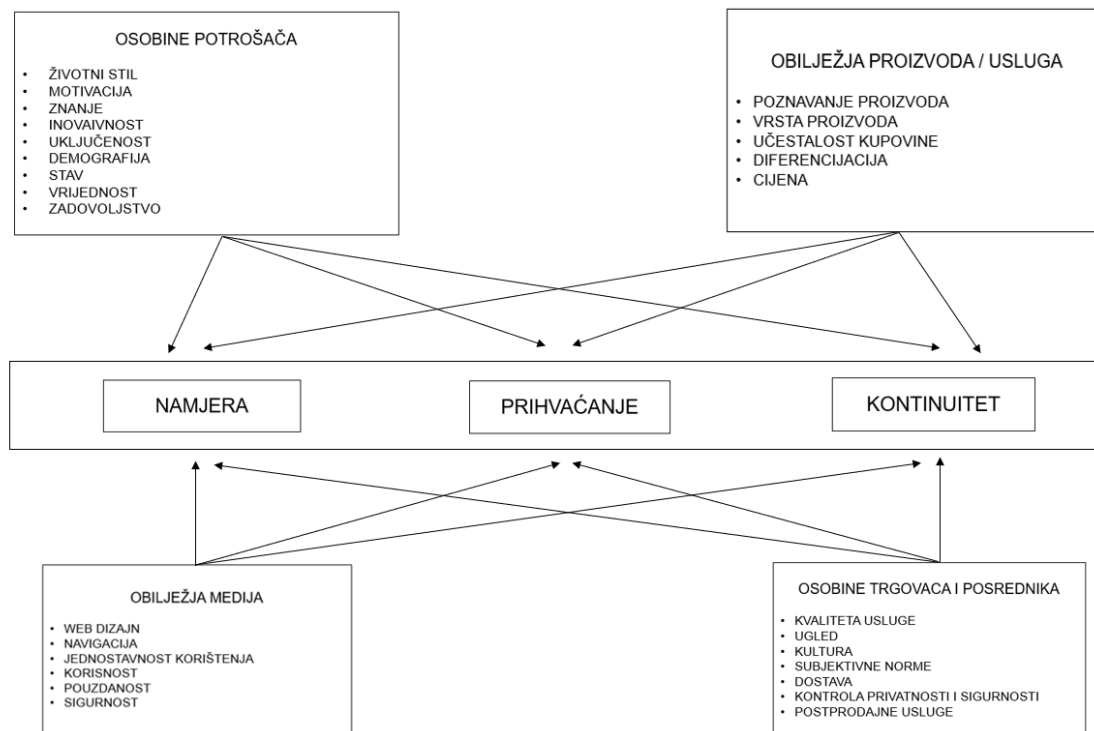 OSOBINE POTROŠAČA
• ŽIVOTNI STIL
• MOTIVACIJA
• ZNANJE
• INOVAIVNOST
• UKLJUČENOST
• DEMOGRAFIJA
• STAV
• VRIJEDNOST
• ZADOVOLJSTVO
OBILJEŽJA PROIZVODA / USLUGA
• POZNAVANJE PROIZVODA
• VRSTA PROIZVODA
• UČESTALOST KUPOVINE
• DIFERENCIJACIJA
• CIJENA
NAMJERA
PRIHVAĆANJE
KONTINUITET
OBILJEŽJA MEDIJA
• WEB DIZAJN
• NAVIGACIJA
• JEDNOSTAVNOST KORIŠTENJA
• KORISNOST
• POUZDANOST
• SIGURNOST
OSOBINE TRGOVACA I POSREDNIKA
• KVALITETA USLUGE
• UGLED
• KULTURA
• SUBJEKTIVNE NORME
• DOSTAVA
• KONTROLA PRIVATNOSTI I SIGURNOSTI
• POSTPRODAJNE USLUGE